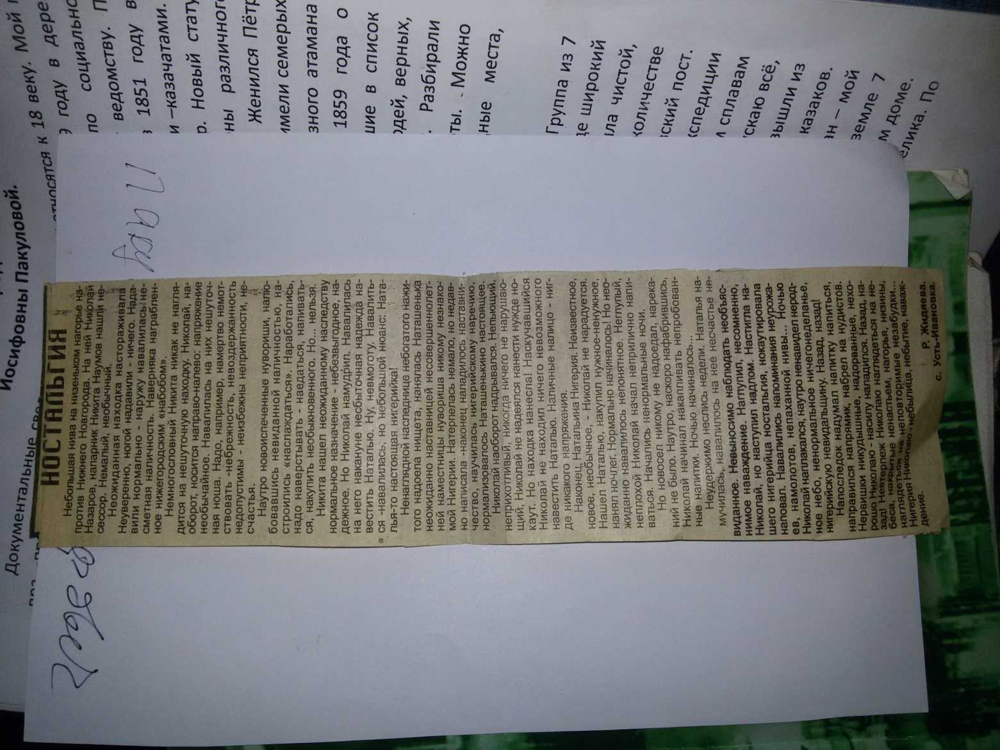 Иосифовны Пакуловой.
Документальные
относятся к 18 веку. Мой
году в дере
по социально
ведомству.
1851 году в
и –казачатами.
р. Новый стату
ны различного
Женился Пётр
имели семерых
зного атамана
1859 года о
шие в список
юдей, верных,
Разбирали
ты. Можно
ные места,
Группа из 7
де широкий
ла чистой,
количестве
ский пост.
кспедиции
и сплавам
скаю всё,
вышли из
казаков.
н – мой
земле 7
м доме.
елика. По
НОСТАЛЬГИЯ
Небольшая нива на низеньком нагорье на-
против Нижнего Новгорода. На ней Николай
Назаров, напарник Никита Наумов нашли не-
сессор. Немалый, необычный.
Неожиданная находка настораживала
Неуверенно, ногой надавили - ничего. Нада-
вили нормально - наружу навалилась не-
сметная наличность. Наверняка награблен-
ное нижегородским «набобом».
Немногословный Никита никак не нагля-
дится на нешуточную находку. Николай, на-
оборот, носится направо-налево: напряжение
необычайное. Навалилась на них нешуточ-
ная ноша. Надо, например, намертво немот-
ствовать -небрежность, невоздержанность
недопустимы - неизбежны неприятности, не-
счастья.
Наутро новоиспеченные нувориши, налю-
бовавшись невиданной наличностью, на-
строились «наслаждаться». Наработались,
надо наверстывать - наедаться, напивать-
ся, накупить необыкновенного. Но... нельзя.
Никита нашел неожиданному наследству
нормальное назначение - небезвыгодное, на-
дежное. Но Николай намудрил. Навалилась
на него накануне несбыточная надежда на-
вестить Наталью. Ну, невмоготу. Навалить-
ся -навалилась, но небольшой нюанс: Ната-
лья-то настоящая нигерийка!
Ненаглядной наследнице небогатого нажи-
того надоела нищета, нанялась Наташенька
неожиданно наставницей несовершеннолет-
ней наместницы нувориша никому незнако-
мой Нигерии. Натерпелась немало, но недав-
но написала -наконец наладилось настави-
чество, научилась нигерийскому наречию,
нормализовалось Наташенькино настоящее.
Николай наоборот надрывался. Непьющий,
неприхотливый, никогда ничего не нарушаю-
щий, Николай не надеялся нанести нужде но-
каут. Но находка нанесла! Наскучавшийся
Николай не находил ничего невозможного
навестить Наталью. Наличные налицо - ниг-
де никакого напряжения.
Наконец, Натальина Нигерия. Неизвестное,
новое, необычное, - Николай не нарадуется.
Нашел Наталью, накупил нужное-ненужное,
нанял ночлег. Нормально начиналось! Но не-
жиданно навалилось непонятное. Неглупый,
неплохой Николай начал неприлично напи-
ваться. Начались ненормальные ночи.
Но новосел никому не надоедал, нарека-
ний не было. Наутро, наскоро нафабрившись,
Николай начинал накапливать непробован-
ные напитки. Ночью начиналось...
Неудержимо неслись недели. Наталья на-
мучилась, навалилось на нее несчастье не-
виданное. Невыносимо наблюдать необъяс-
нимое наваждение. Наглупил, несомненно,
Николай, но наступил надлом. Настигла на-
шего нигерийца ностальгия, нокаутировала
наповал. Навалились напоминания неурожа-
ев, намолотов, непаханной нивы... Ночью
Николай наплакался, наутро ненавидел нерод-
ное небо, ненормальное ничегонеделанье,
нигерийскую невидальщину. Назад, назад!
Напоследок надумал напитку напиться,
направился напрямик, набрел на нудистов.
Нервишки никудышные, надорванные, нехо-
рошо Николаю - насилу наладился. Назад, на-
зад! Невтерпеж Николаю наглядеться на не-
беса, накрытые ненастьем, нагорья, низины,
наглядеться на неповторимые незабудки...
Нигерия Николаю - небылица, небытие, наваж-
дение.
Р. Жидяева.
с. Усть-Ивановка.